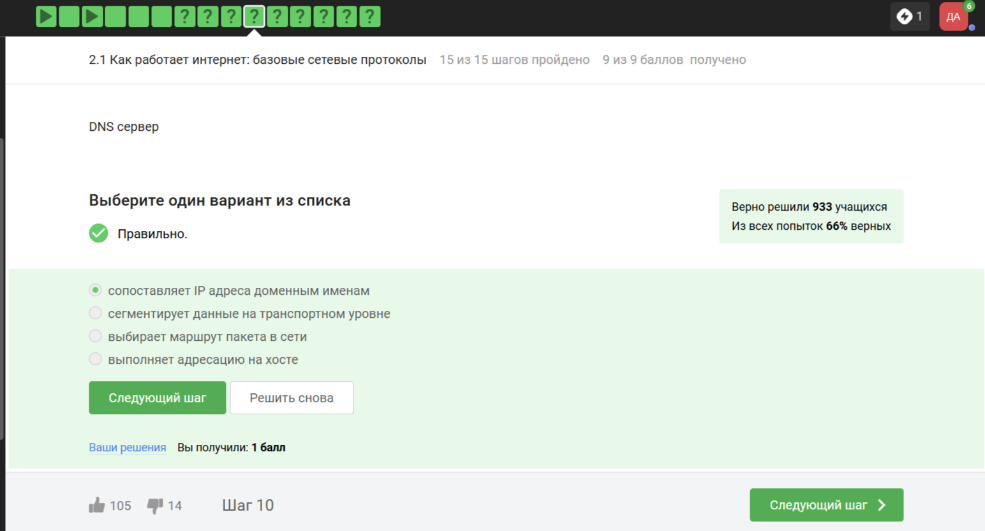 ? ? ? ? ? ? ? ? ?
1
ДА
6
2.1 Как работает интернет: базовые сетевые протоколы 15 из 15 шагов пройдено 9 из 9 баллов получено
DNS сервер
Выберите один вариант из списка
Правильно.
Верно решили 933 учащихся
Из всех попыток 66% верных
сопоставляет IP адреса доменным именам
сегментирует данные на транспортном уровне
выбирает маршрут пакета в сети
выполняет адресацию на хосте
Следующий шаг Решить снова
Ваши решения Вы получили: 1 балл
105 14 Шаг 10 Следующий шаг